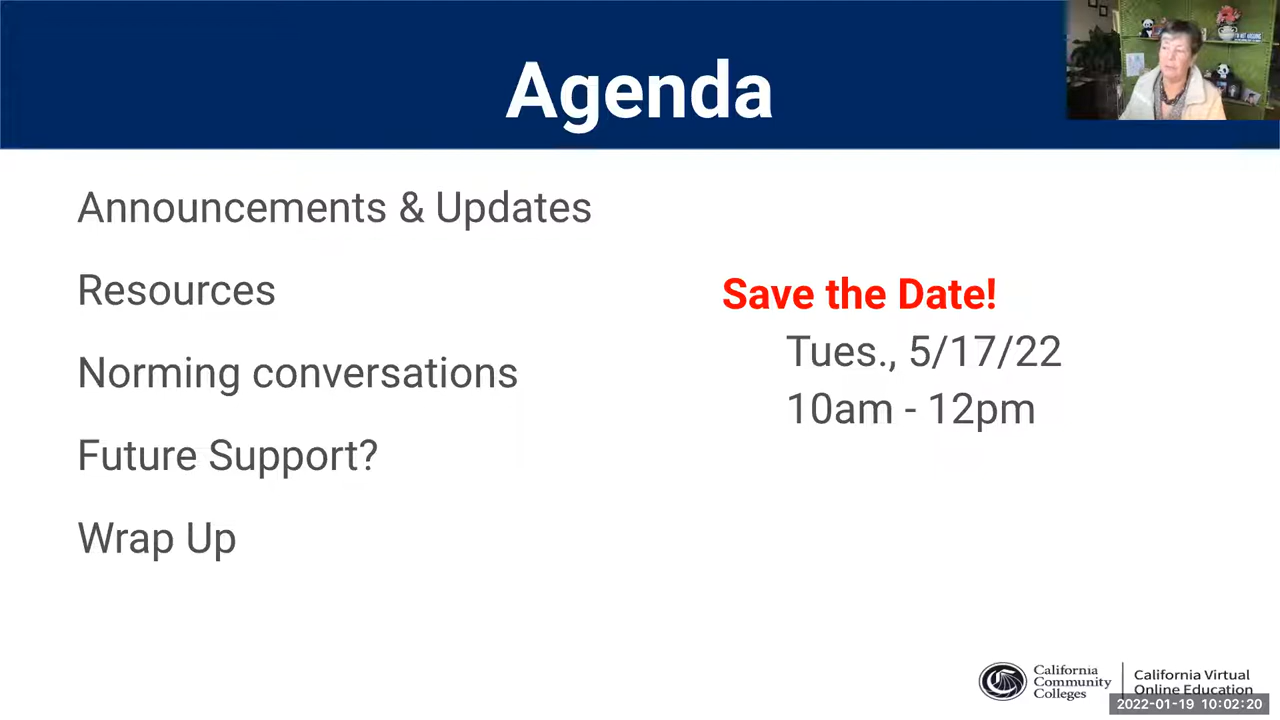 Agenda
Announcements & Updates
Resources
Norming conversations
Future Support?
Wrap Up
Save the Date!
Tues., 5/17/22
10am - 12pm
California
Community
Colleges
California Virtual
Online Education
2022-01-19 10:02:20